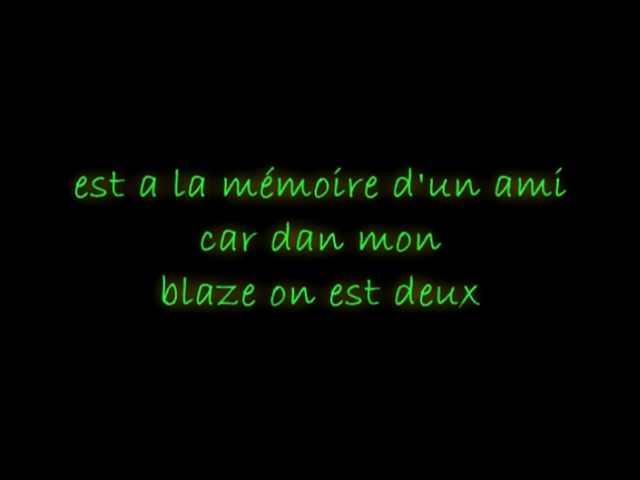 est a la mémoire d'un ami
car dan mon
blaze on est deux